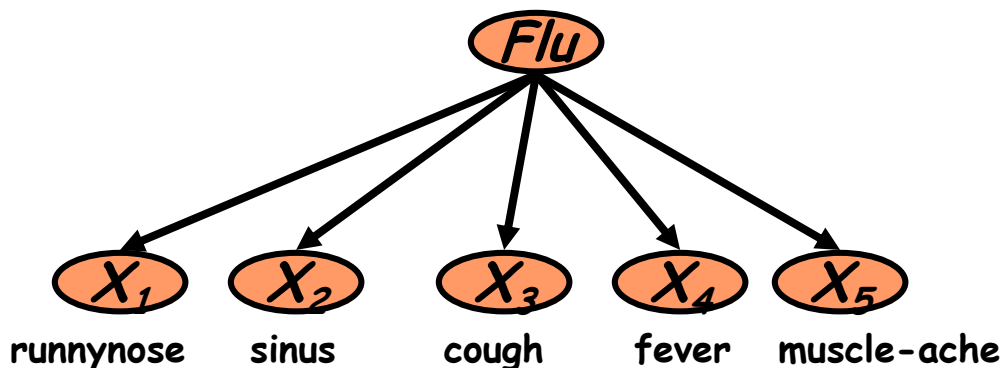 Flu
X₁ X₂ X₃ X₄ X₅
runnynose sinus cough fever muscle-ache